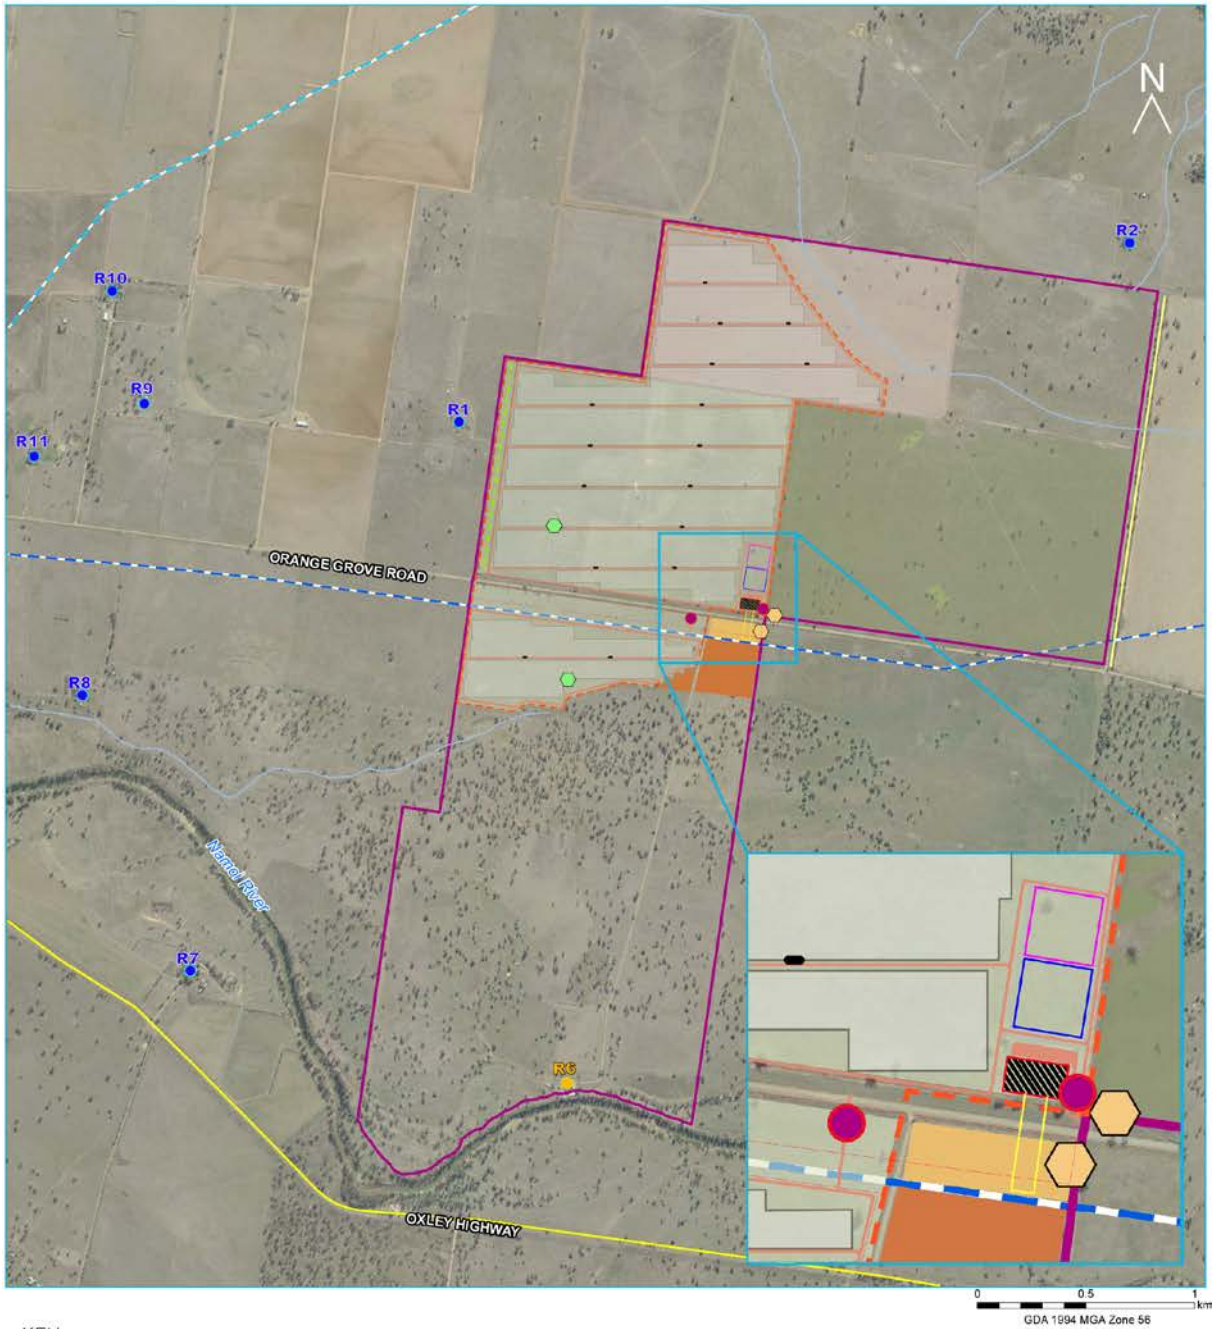 N
R2
R10
R9
R1
R11
ORANGE GROVE ROAD
R8
Namoi River
R7
R6
OXLEY HIGHWAY
0 0.5 1
km
GDA 1994 MGA Zone 56